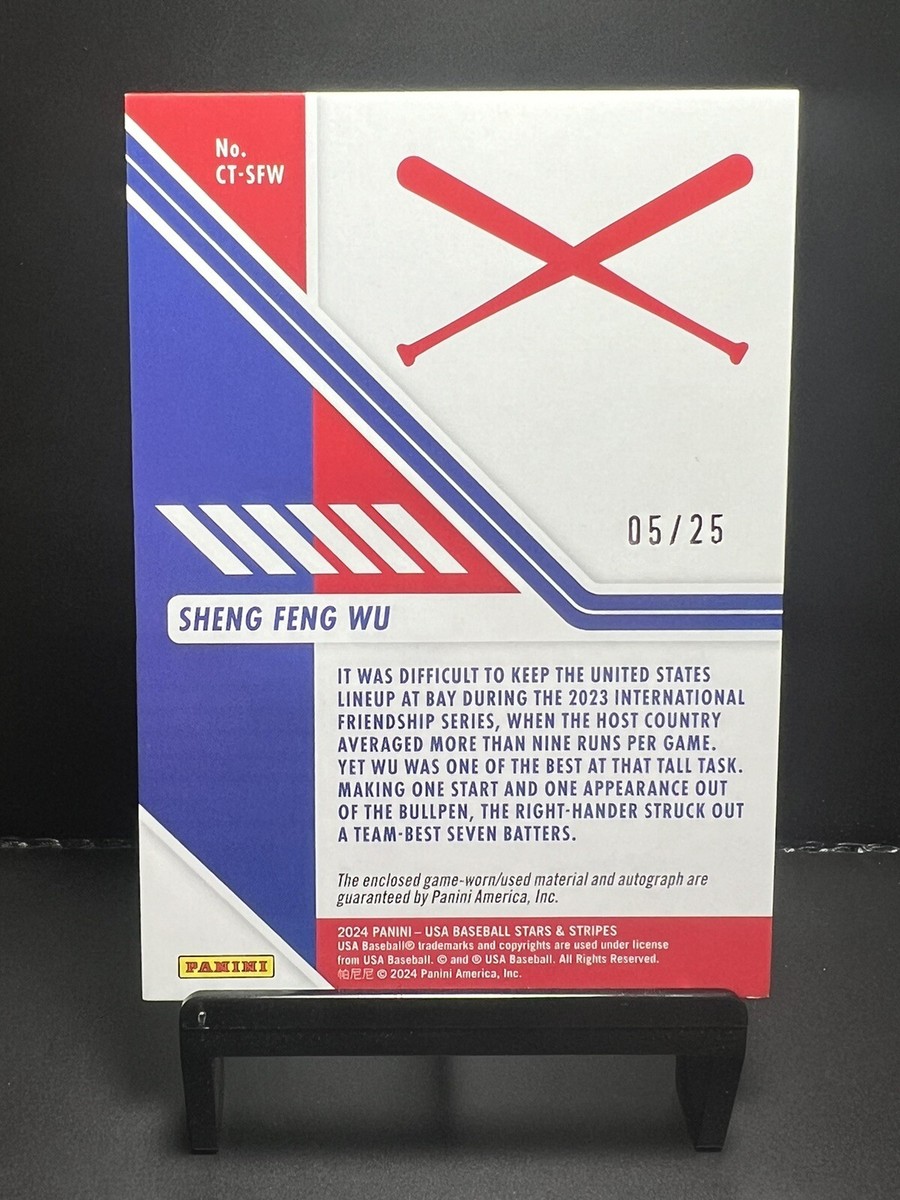 No.
CT-SFW
05/25
SHENG FENG WU
IT WAS DIFFICULT TO KEEP THE UNITED STATES
LINEUP AT BAY DURING THE 2023 INTERNATIONAL
FRIENDSHIP SERIES, WHEN THE HOST COUNTRY
AVERAGED MORE THAN NINE RUNS PER GAME.
YET WU WAS ONE OF THE BEST AT THAT TALL TASK.
MAKING ONE START AND ONE APPEARANCE OUT
OF THE BULLPEN, THE RIGHT-HANDER STRUCK OUT
A TEAM-BEST SEVEN BATTERS.
The enclosed game-worn/used material and autograph are
guaranteed by Panini America, Inc.
2024 PANINI – USA BASEBALL STARS & STRIPES
USA Baseball® trademarks and copyrights are used under license
from USA Baseball. © and ® USA Baseball. All Rights Reserved.
帕尼尼 © 2024 Panini America, Inc.
PANINI